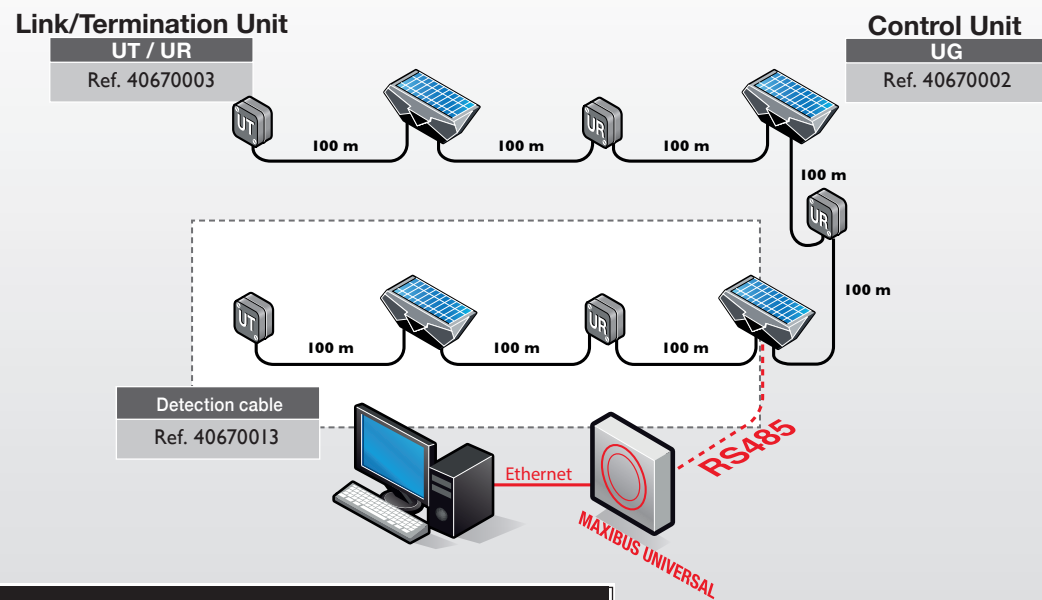 Link/Termination Unit
UT / UR
Ref. 40670003
Control Unit
UG
Ref. 40670002
UT
UR
100 m
100 m
100 m
100 m
UR
100 m
UT
UR
100 m
100 m
100 m
Detection cable
Ref. 40670013
Ethernet
RS485
MAXIBUS UNIVERSAL